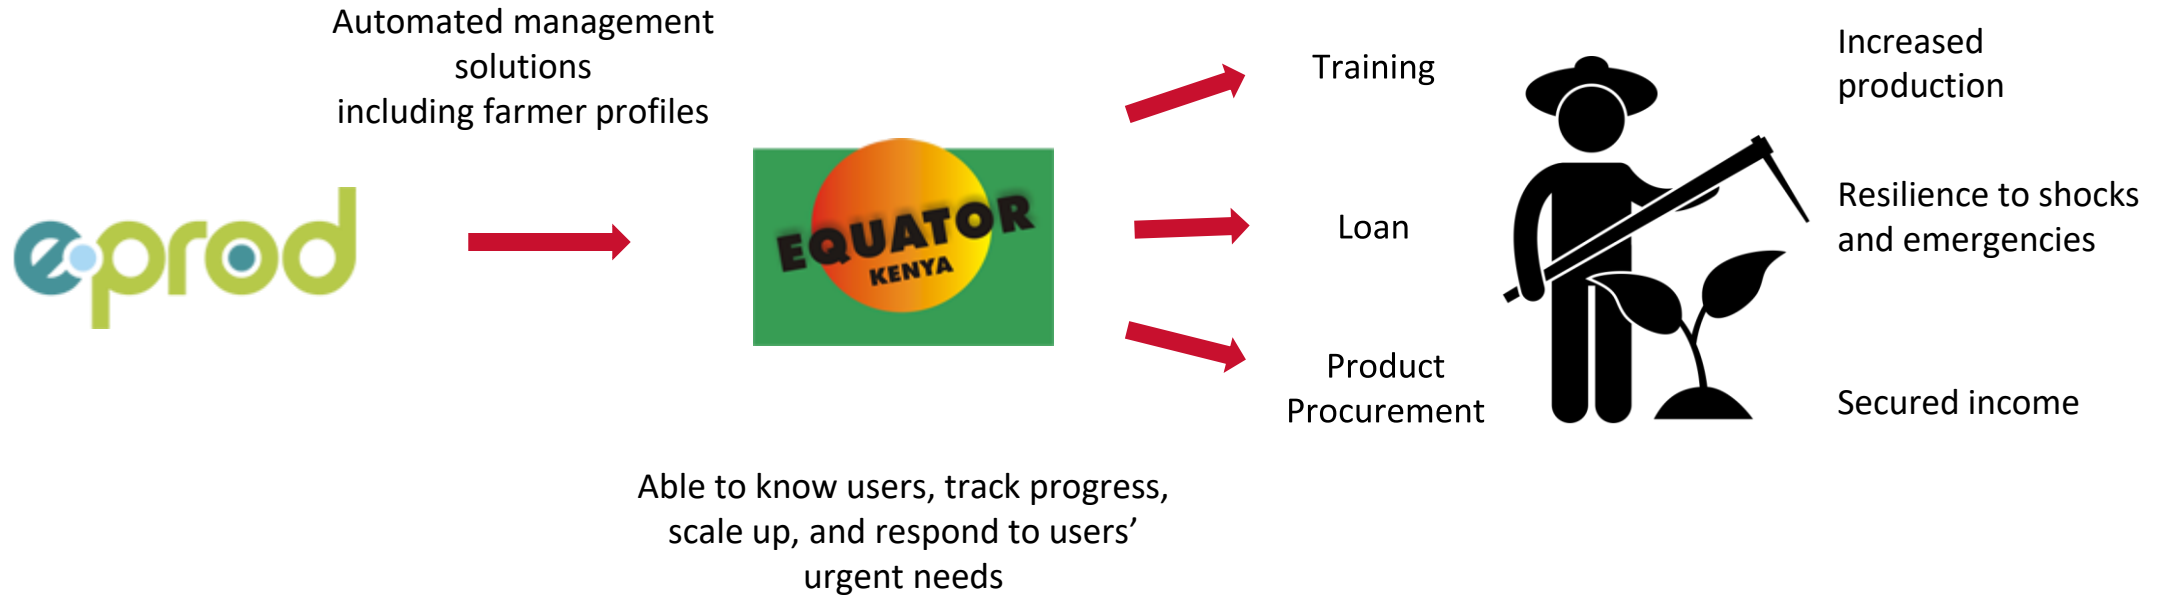 Automated management
solutions
including farmer profiles
e-prod
EQUATOR
KENYA
Able to know users, track progress,
scale up, and respond to users’
urgent needs
Training
Loan
Product
Procurement
Increased
production
Resilience to shocks
and emergencies
Secured income